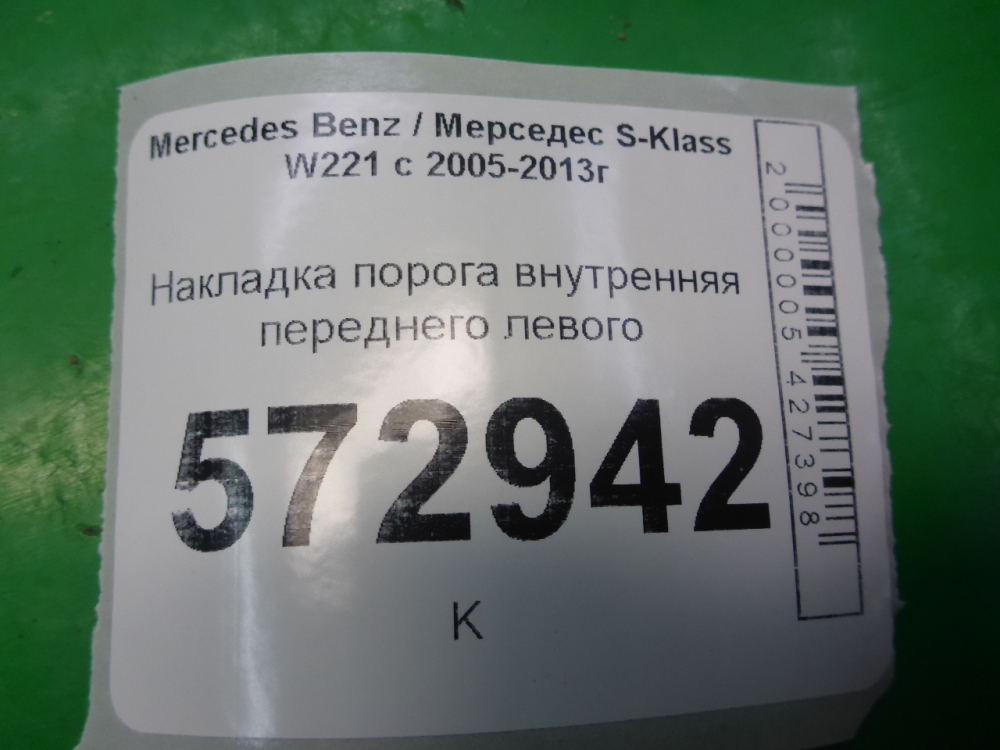 Mercedes Benz / Мерседес S-Klass
W221 с 2005-2013г
Накладка порога внутренняя
переднего левого
572942
К
2000005427398